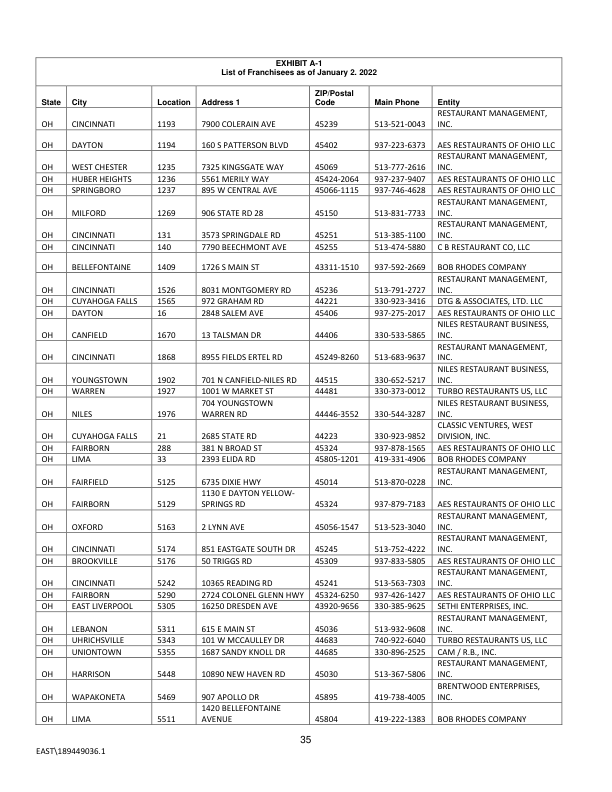 EXHIBIT A-1
List of Franchisees as of January 2. 2022
State City Location Address 1 ZIP/Postal Code Main Phone Entity
OH CINCINNATI 1193 7900 COLERAIN AVE 45239 513-521-0043 RESTAURANT MANAGEMENT, INC.
OH DAYTON 1194 160 S PATTERSON BLVD 45402 937-223-6373 AES RESTAURANTS OF OHIO LLC
OH WEST CHESTER 1235 7325 KINGSGATE WAY 45069 513-777-2616 RESTAURANT MANAGEMENT, INC.
OH HUBER HEIGHTS 1236 5561 MERILY WAY 45424-2064 937-237-9407 AES RESTAURANTS OF OHIO LLC
OH SPRINGBORO 1237 895 W CENTRAL AVE 45066-1115 937-746-4628 AES RESTAURANTS OF OHIO LLC
OH MILFORD 1269 906 STATE RD 28 45150 513-831-7733 RESTAURANT MANAGEMENT, INC.
OH CINCINNATI 131 3573 SPRINGDALE RD 45251 513-385-1100 RESTAURANT MANAGEMENT, INC.
OH CINCINNATI 140 7790 BEECHMONT AVE 45255 513-474-5880 C B RESTAURANT CO, LLC
OH BELLEFONTAINE 1409 1726 S MAIN ST 43311-1510 937-592-2669 BOB RHODES COMPANY
OH CINCINNATI 1526 8031 MONTGOMERY RD 45236 513-791-2727 RESTAURANT MANAGEMENT, INC.
OH CUYAHOGA FALLS 1565 972 GRAHAM RD 44221 330-923-3416 DTG & ASSOCIATES, LTD. LLC
OH DAYTON 16 2848 SALEM AVE 45406 937-275-2017 AES RESTAURANTS OF OHIO LLC
OH CANFIELD 1670 13 TALSMAN DR 44406 330-533-5865 NILES RESTAURANT BUSINESS, INC.
OH CINCINNATI 1868 8955 FIELDS ERTEL RD 45249-8260 513-683-9637 RESTAURANT MANAGEMENT, INC.
OH YOUNGSTOWN 1902 701 N CANFIELD-NILES RD 44515 330-652-5217 NILES RESTAURANT BUSINESS, INC.
OH WARREN 1927 1001 W MARKET ST 44481 330-373-0012 TURBO RESTAURANTS US, LLC
OH NILES 1976 704 YOUNGSTOWN WARREN RD 44446-3552 330-544-3287 NILES RESTAURANT BUSINESS, INC.
OH CUYAHOGA FALLS 21 2685 STATE RD 44223 330-923-9852 CLASSIC VENTURES, WEST DIVISION, INC.
OH FAIRBORN 288 381 N BROAD ST 45324 937-878-1565 AES RESTAURANTS OF OHIO LLC
OH LIMA 33 2393 ELIDA RD 45805-1201 419-331-4906 BOB RHODES COMPANY
OH FAIRFIELD 5125 6735 DIXIE HWY 45014 513-870-0228 RESTAURANT MANAGEMENT, INC.
OH FAIRBORN 5129 1130 E DAYTON YELLOW-SPRINGS RD 45324 937-879-7183 AES RESTAURANTS OF OHIO LLC
OH OXFORD 5163 2 LYNN AVE 45056-1547 513-523-3040 RESTAURANT MANAGEMENT, INC.
OH CINCINNATI 5174 851 EASTGATE SOUTH DR 45245 513-752-4222 RESTAURANT MANAGEMENT, INC.
OH BROOKVILLE 5176 50 TRIGGS RD 45309 937-833-5805 AES RESTAURANTS OF OHIO LLC
OH CINCINNATI 5242 10365 READING RD 45241 513-563-7303 RESTAURANT MANAGEMENT, INC.
OH FAIRBORN 5290 2724 COLONEL GLENN HWY 45324-6250 937-426-1427 AES RESTAURANTS OF OHIO LLC
OH EAST LIVERPOOL 5305 16250 DRESDEN AVE 43920-9656 330-385-9625 SETHI ENTERPRISES, INC.
OH LEBANON 5311 615 E MAIN ST 45036 513-932-9608 RESTAURANT MANAGEMENT, INC.
OH UHRICHSVILLE 5343 101 W MCCAULEY DR 44683 740-922-6040 TURBO RESTAURANTS US, LLC
OH UNIONTOWN 5355 1687 SANDY KNOLL DR 44685 330-896-2525 CAM / R.B., INC.
OH HARRISON 5448 10890 NEW HAVEN RD 45030 513-367-5806 RESTAURANT MANAGEMENT, INC.
OH WAPAKONETA 5469 907 APOLLO DR 45895 419-738-4005 BRENTWOOD ENTERPRISES, INC.
OH LIMA 5511 1420 BELLEFONTAINE AVENUE 45804 419-222-1383 BOB RHODES COMPANY
35
EAST\189449036.1